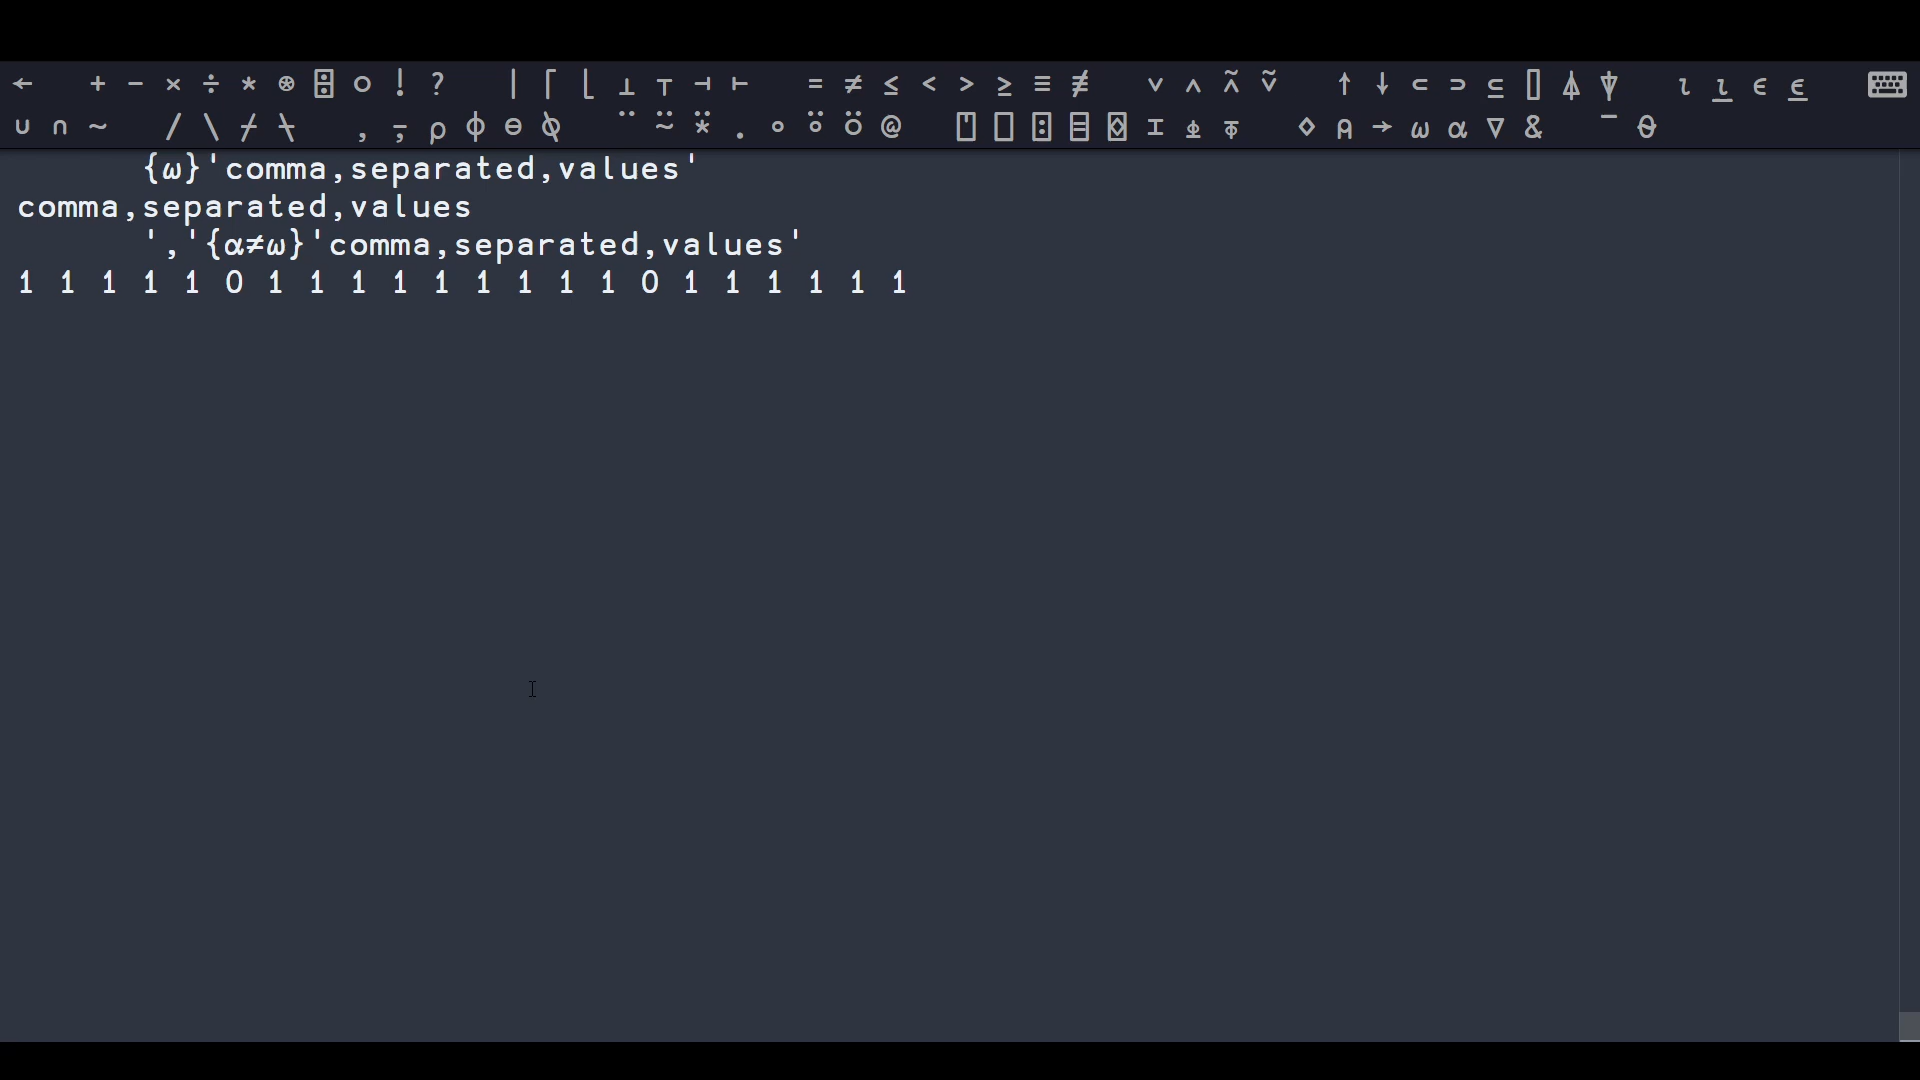 ← + - × ÷ * ⍟ ⌹ ○ ! ? | ⌈ ⌊ ⊥ ⊤ ⊣ ⊢ = ≠ ≤ < > ≥ ≡ ≢ ∨ ∧ ⍲ ⍱ ↑ ↓ ⊂ ⊃ ⊆ ⌷ ⍋ ⍒ ⍳ ⍸ ∊ ⍷
∪ ∩ ~ / \ ⌿ ⍀ , ⍪ ⍴ ⌽ ⊖ ⍉ ¨ ⍨ ⍣ . ∘ ⍤ ⍥ @ ⍞ ⎕ ⍠ ⌸ ⌺ ⌶ ⍎ ⍕ ⋄ ⍝ → ⍵ ⍺ ∇ & ¯ ⍬
{⍵}'comma,separated,values'
comma,separated,values
','{⍺≠⍵}'comma,separated,values'
1 1 1 1 1 0 1 1 1 1 1 1 1 1 1 0 1 1 1 1 1 1